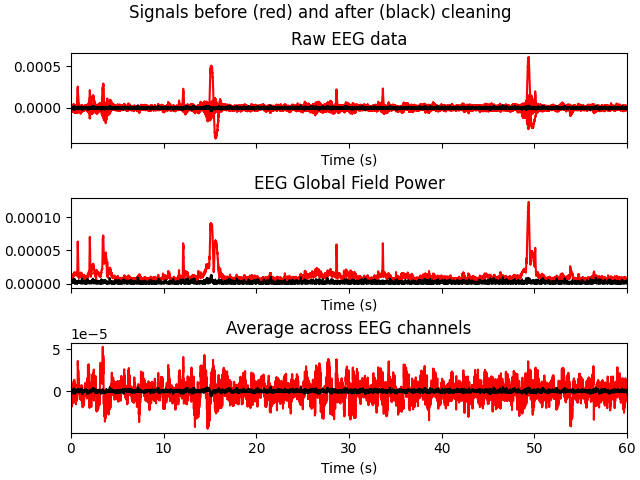 Signals before (red) and after (black) cleaning
Raw EEG data
0.0005
0.0000
Time (s)
EEG Global Field Power
0.00010
0.00005
0.00000
Time (s)
Average across EEG channels
1e−5
5
0
0 10 20 30 40 50 60
Time (s)